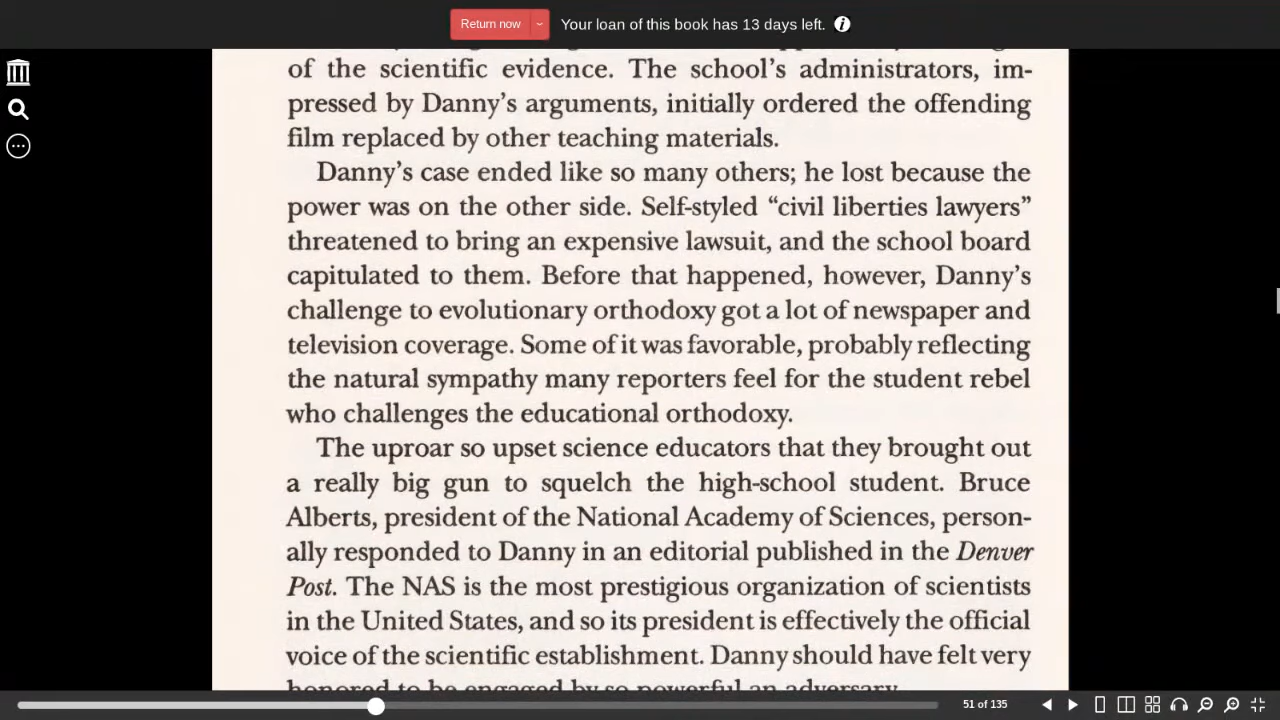 Return now
Your loan of this book has 13 days left.
of the scientific evidence. The school's administrators, im-
pressed by Danny's arguments, initially ordered the offending
film replaced by other teaching materials.
Danny's case ended like so many others; he lost because the
power was on the other side. Self-styled “civil liberties lawyers”
threatened to bring an expensive lawsuit, and the school board
capitulated to them. Before that happened, however, Danny's
challenge to evolutionary orthodoxy got a lot of newspaper and
television coverage. Some of it was favorable, probably reflecting
the natural sympathy many reporters feel for the student rebel
who challenges the educational orthodoxy.
The uproar so upset science educators that they brought out
a really big gun to squelch the high-school student. Bruce
Alberts, president of the National Academy of Sciences, person-
ally responded to Danny in an editorial published in the Denver
Post. The NAS is the most prestigious organization of scientists
in the United States, and so its president is effectively the official
voice of the scientific establishment. Danny should have felt very
honored to be engaged by so powerful an adversary.
51 of 135